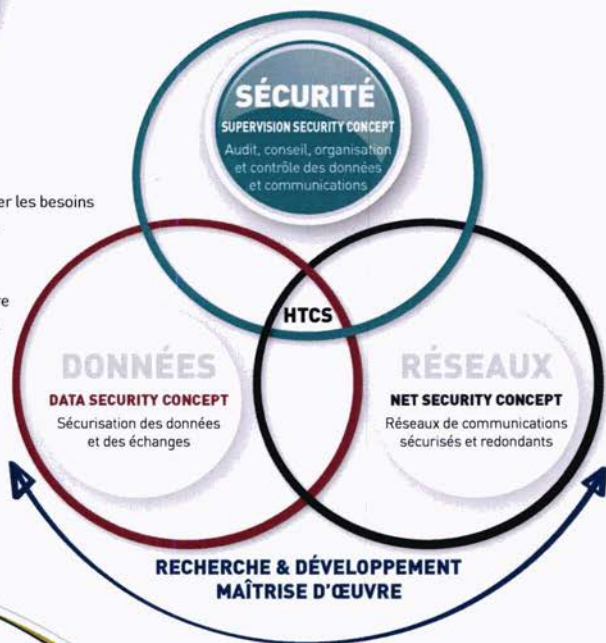 SÉCURITÉ
SUPERVISION SECURITY CONCEPT
Audit, conseil, organisation
et contrôle des données
et communications
er les besoins
re
HTCS
DONNÉES
DATA SECURITY CONCEPT
Sécurisation des données
et des échanges
RÉSEAUX
NET SECURITY CONCEPT
Réseaux de communications
sécurisés et redondants
RECHERCHE & DÉVELOPPEMENT
MAÎTRISE D'ŒUVRE